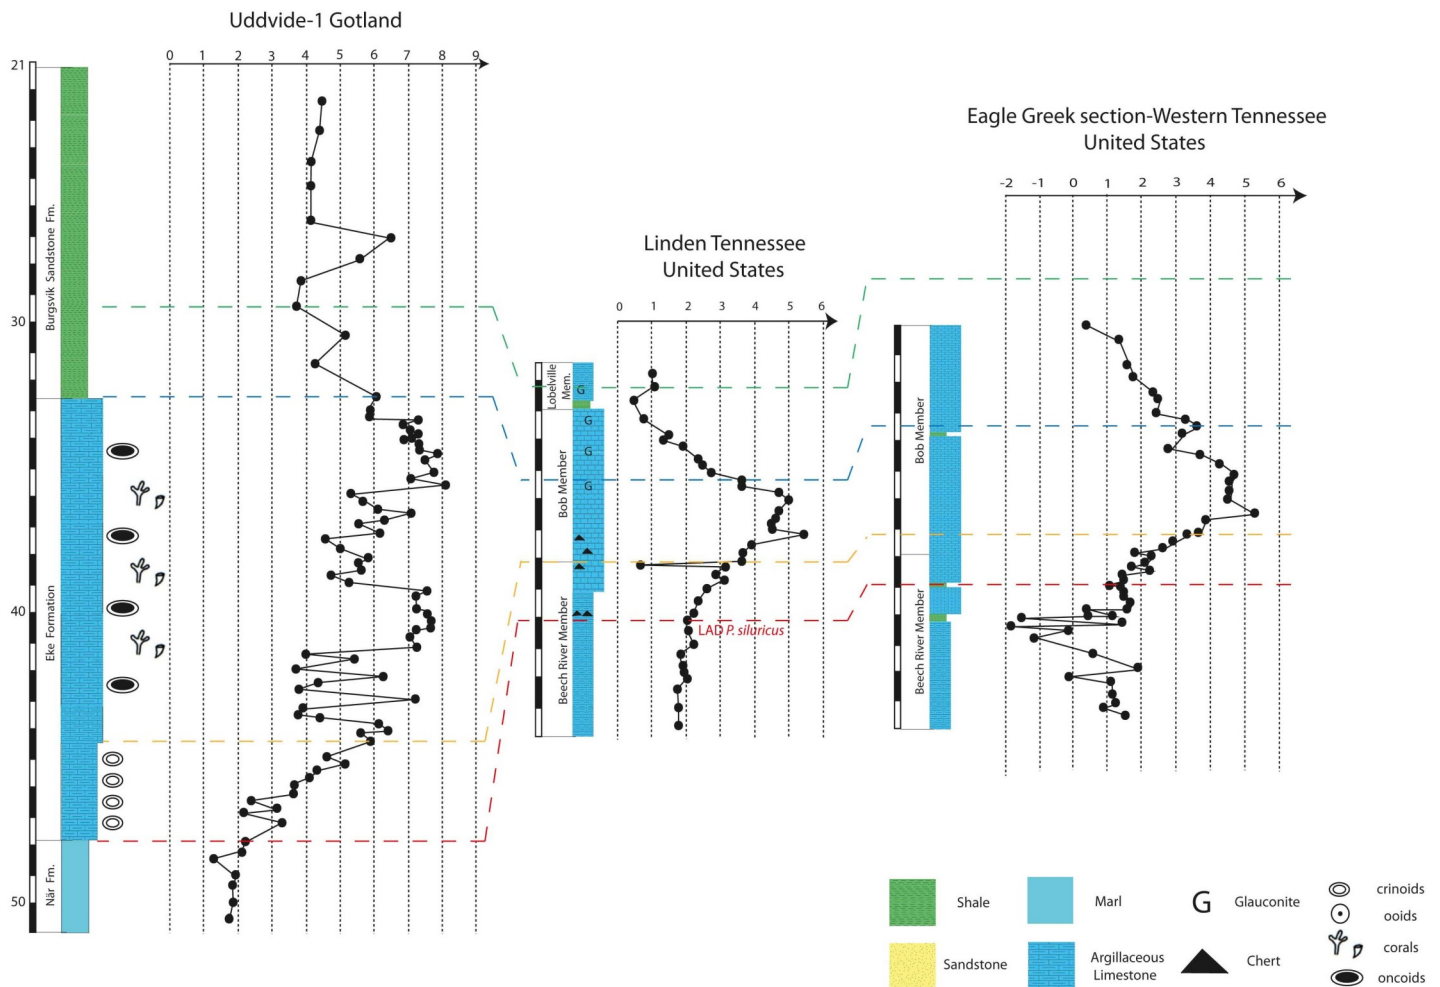 Uddvide-1 Gotland
0 1 2 3 4 5 6 7 8 9
21
30
40
50
Burgsvik Sandstone Fm.
Eke Formation
När Fm.
Linden Tennessee
United States
0 1 2 3 4 5 6
Lobelville
Mem.
Bob Member
Beech River Member
G
G
G
G
LAD P. siluricus
Eagle Greek section-Western Tennessee
United States
-2 -1 0 1 2 3 4 5 6
Bob Member
Beech River Member
Shale
Marl
G Glauconite
crinoids
ooids
Sandstone
Argillaceous
Limestone
Chert
corals
oncoids